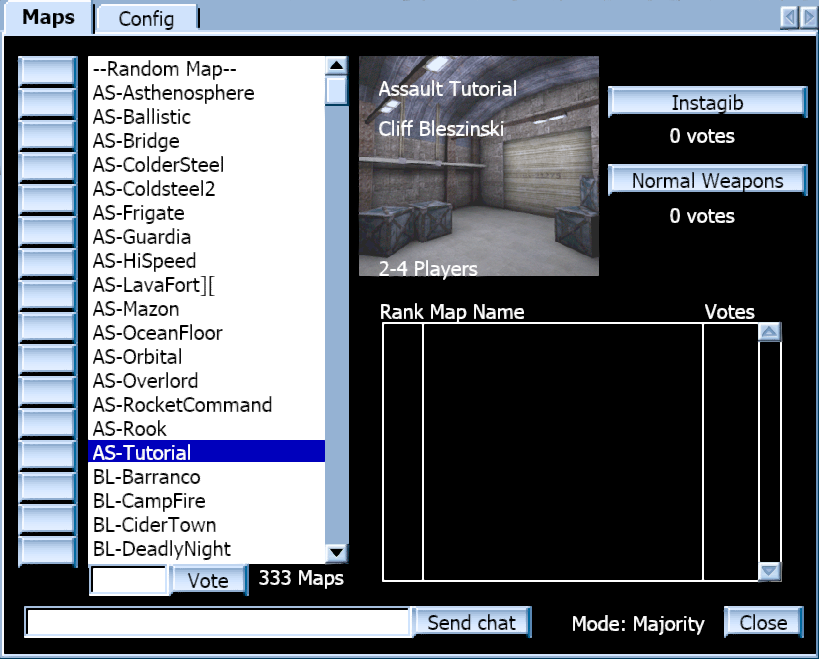 Maps
Config
--Random Map--
AS-Asthenosphere
AS-Ballistic
AS-Bridge
AS-ColderSteel
AS-Coldsteel2
AS-Frigate
AS-Guardia
AS-HiSpeed
AS-LavaFort][
AS-Mazon
AS-OceanFloor
AS-Orbital
AS-Overlord
AS-RocketCommand
AS-Rook
AS-Tutorial
BL-Barranco
BL-CampFire
BL-CiderTown
BL-DeadlyNight
Vote
333 Maps
Assault Tutorial
Cliff Bleszinski
2-4 Players
Instagib
0 votes
Normal Weapons
0 votes
Rank Map Name Votes
Send chat
Mode: Majority
Close